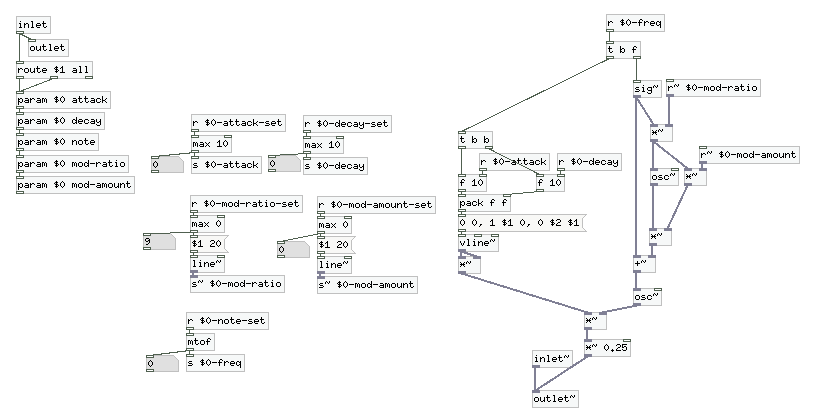 inlet
outlet
route $1 all
param $0 attack
param $0 decay
param $0 note
param $0 mod-ratio
param $0 mod-amount
r $0-attack-set
max 10
0
s $0-attack
r $0-decay-set
max 10
0
s $0-decay
r $0-mod-ratio-set
max 0
9
$1 20
line~
s~ $0-mod-ratio
r $0-mod-amount-set
max 0
0
$1 20
line~
s~ $0-mod-amount
r $0-note-set
mtof
0
s $0-freq
r $0-freq
t b f
sig~
r~ $0-mod-ratio
*~
t b b
r $0-attack
r $0-decay
r~ $0-mod-amount
f 10
f 10
osc~
*~
pack f f
0 0, 1 $1 0, 0 $2 $1
vline~
*~
*~
+~
osc~
*~
*~ 0.25
inlet~
outlet~